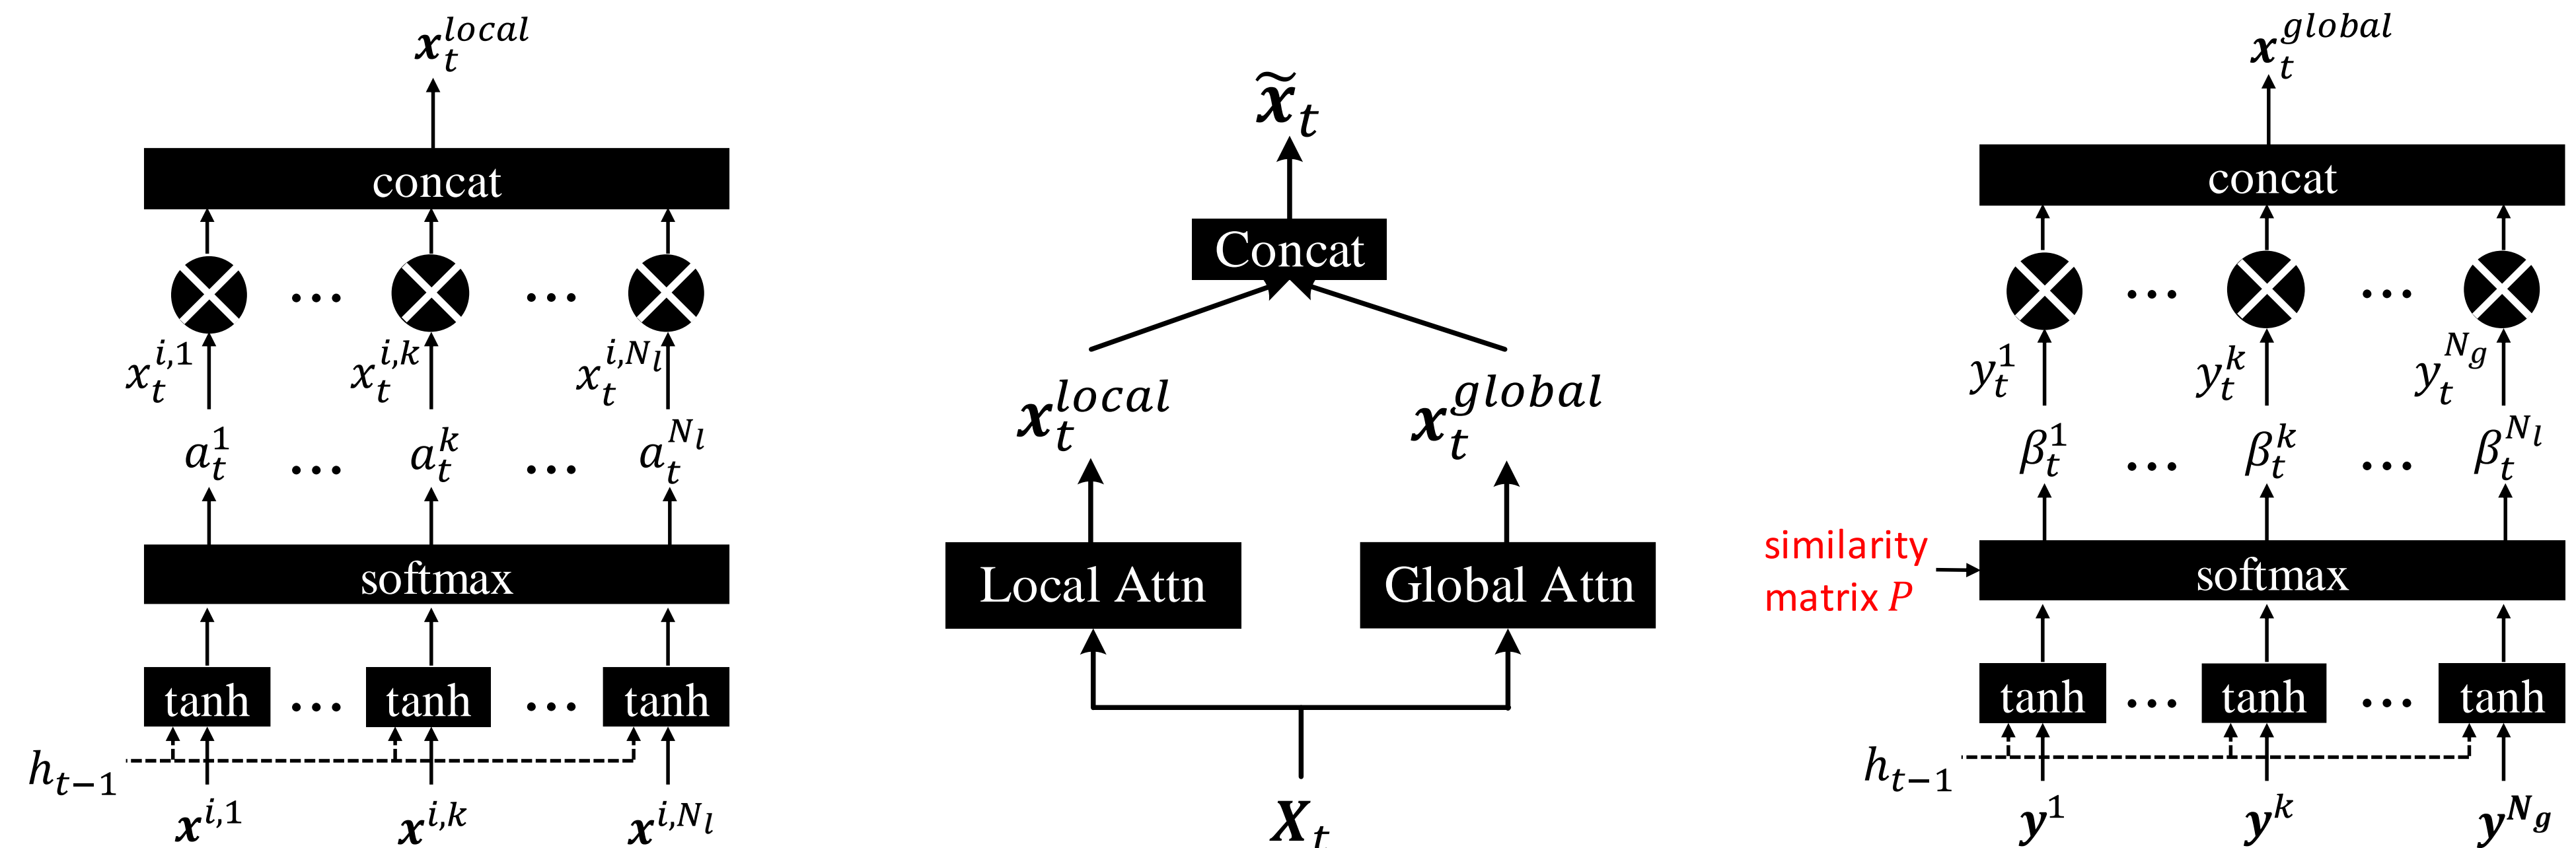 x_t^{local}
concat
x_t^{i,1} x_t^{i,k} x_t^{i,N_l}
a_t^1 ... a_t^k ... a_t^{N_l}
softmax
tanh ... tanh ... tanh
h_{t-1}
x^{i,1} x^{i,k} x^{i,N_l}
x̃_t
Concat
x_t^{local} x_t^{global}
Local Attn Global Attn
X_t
x_t^{global}
concat
y_t^1 y_t^k y_t^{N_g}
β_t^1 ... β_t^k ... β_t^{N_l}
similarity
matrix P
softmax
tanh ... tanh ... tanh
h_{t-1}
y^1 y^k y^{N_g}